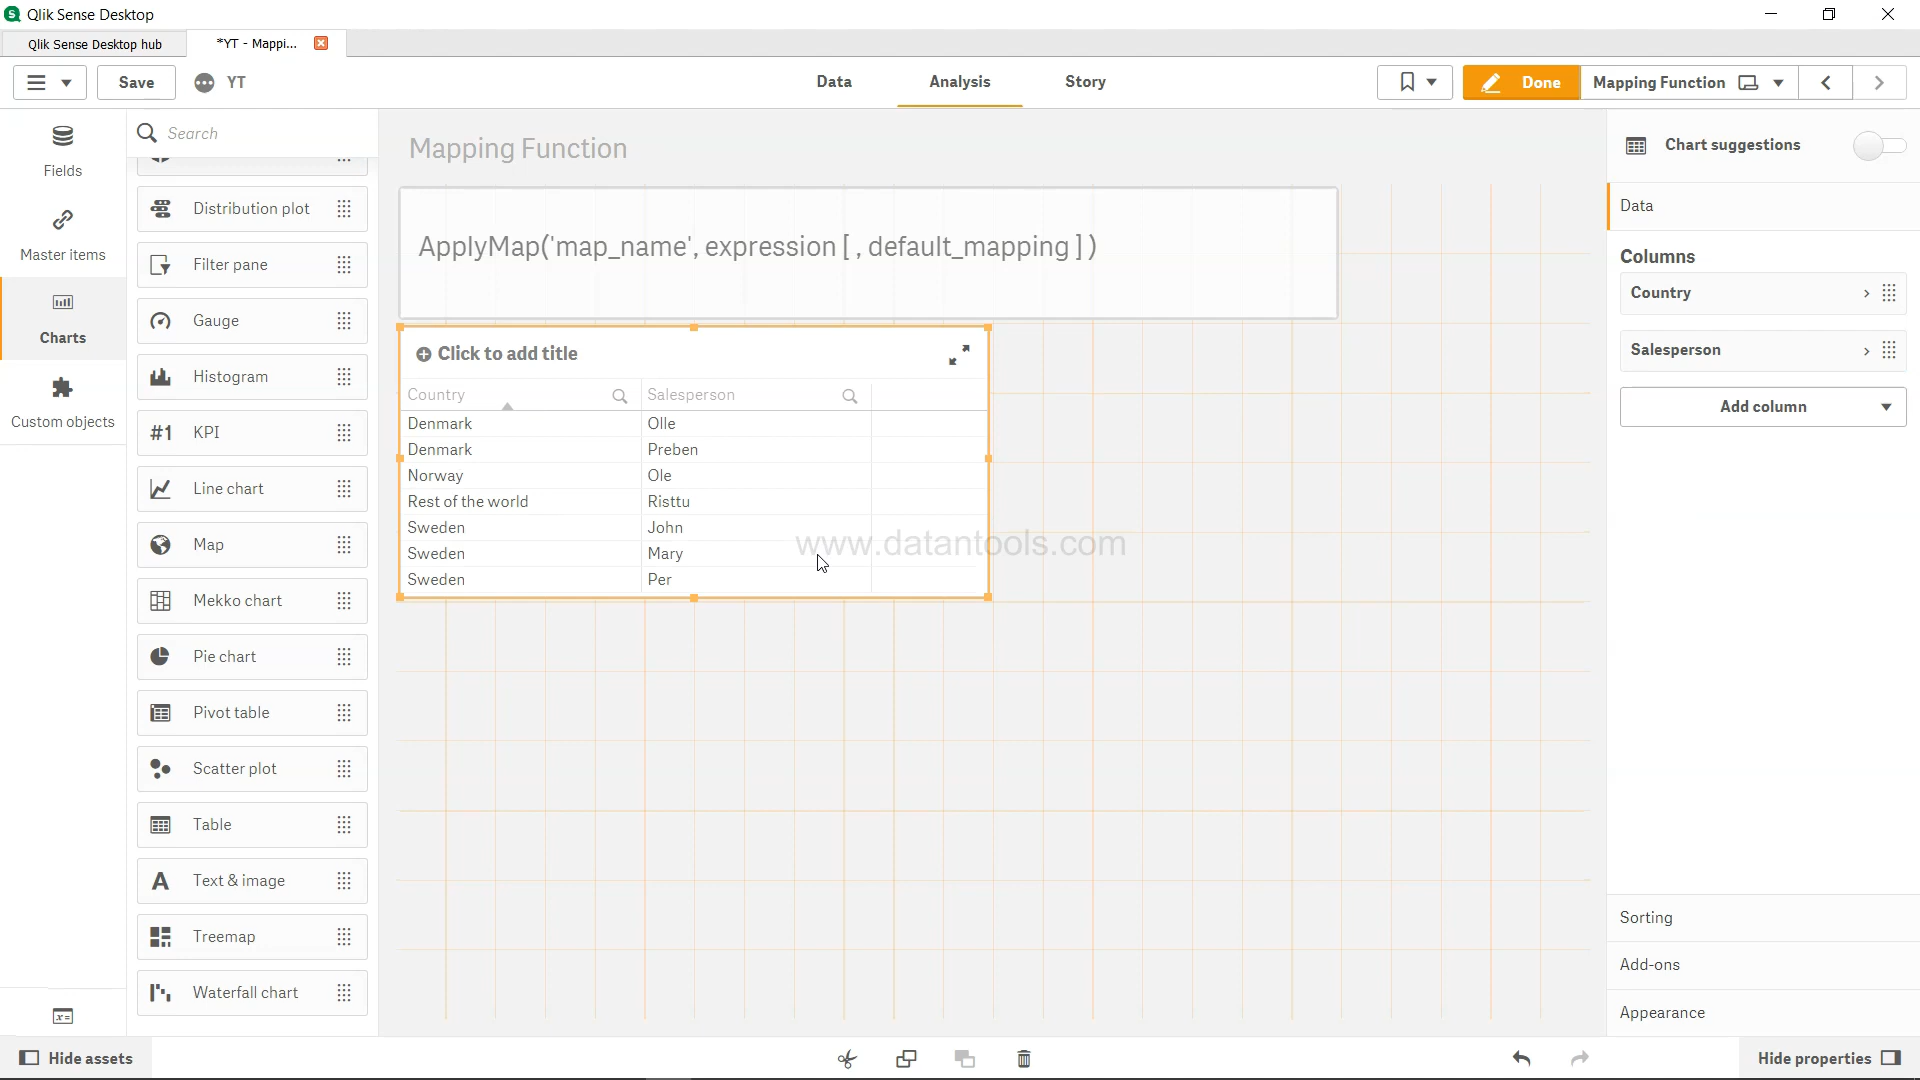 Qlik Sense Desktop
Qlik Sense Desktop hub
*YT - Mappi...
Save
YT
Data
Analysis
Story
Done
Mapping Function
Fields
Master items
Charts
Custom objects
Search
Distribution plot
Filter pane
Gauge
Histogram
#1 KPI
Line chart
Map
Mekko chart
Pie chart
Pivot table
Scatter plot
Table
A Text & image
Treemap
Waterfall chart
Mapping Function
ApplyMap('map_name', expression [ , default_mapping ] )
Click to add title
Country Salesperson
Denmark Olle
Denmark Preben
Norway Ole
Rest of the world Risttu
Sweden John
Sweden Mary
Sweden Per
www.datantools.com
Chart suggestions
Data
Columns
Country
Salesperson
Add column
Sorting
Add-ons
Appearance
Hide assets
Hide properties